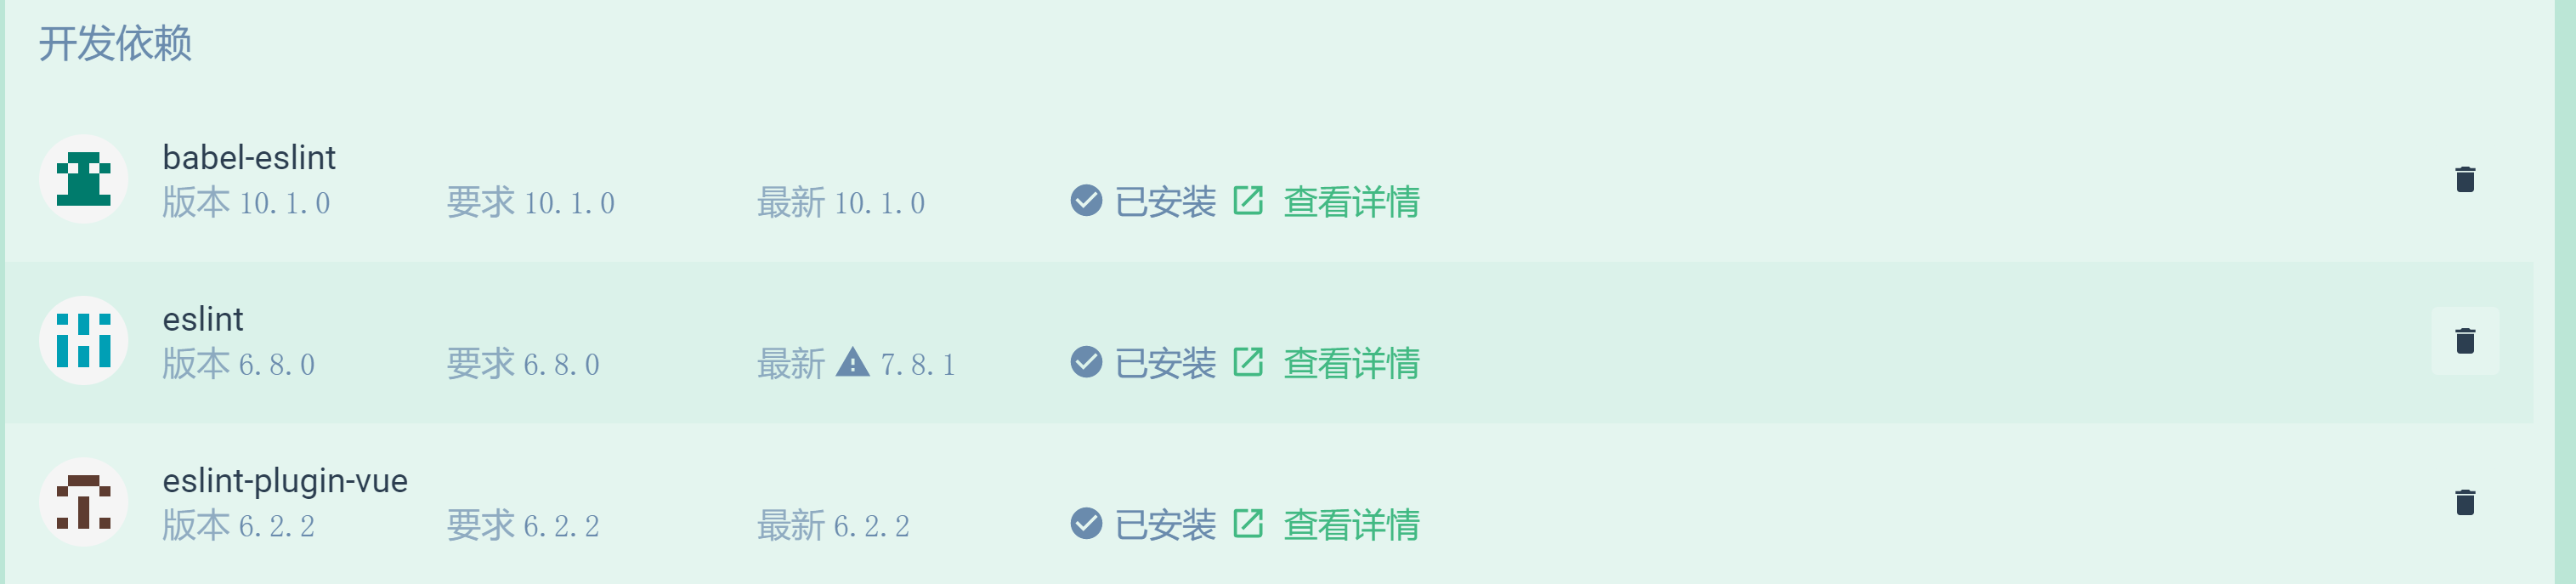 开发依赖
babel-eslint
版本 10.1.0 要求 10.1.0 最新 10.1.0 已安装 查看详情
eslint
版本 6.8.0 要求 6.8.0 最新 7.8.1 已安装 查看详情
eslint-plugin-vue
版本 6.2.2 要求 6.2.2 最新 6.2.2 已安装 查看详情